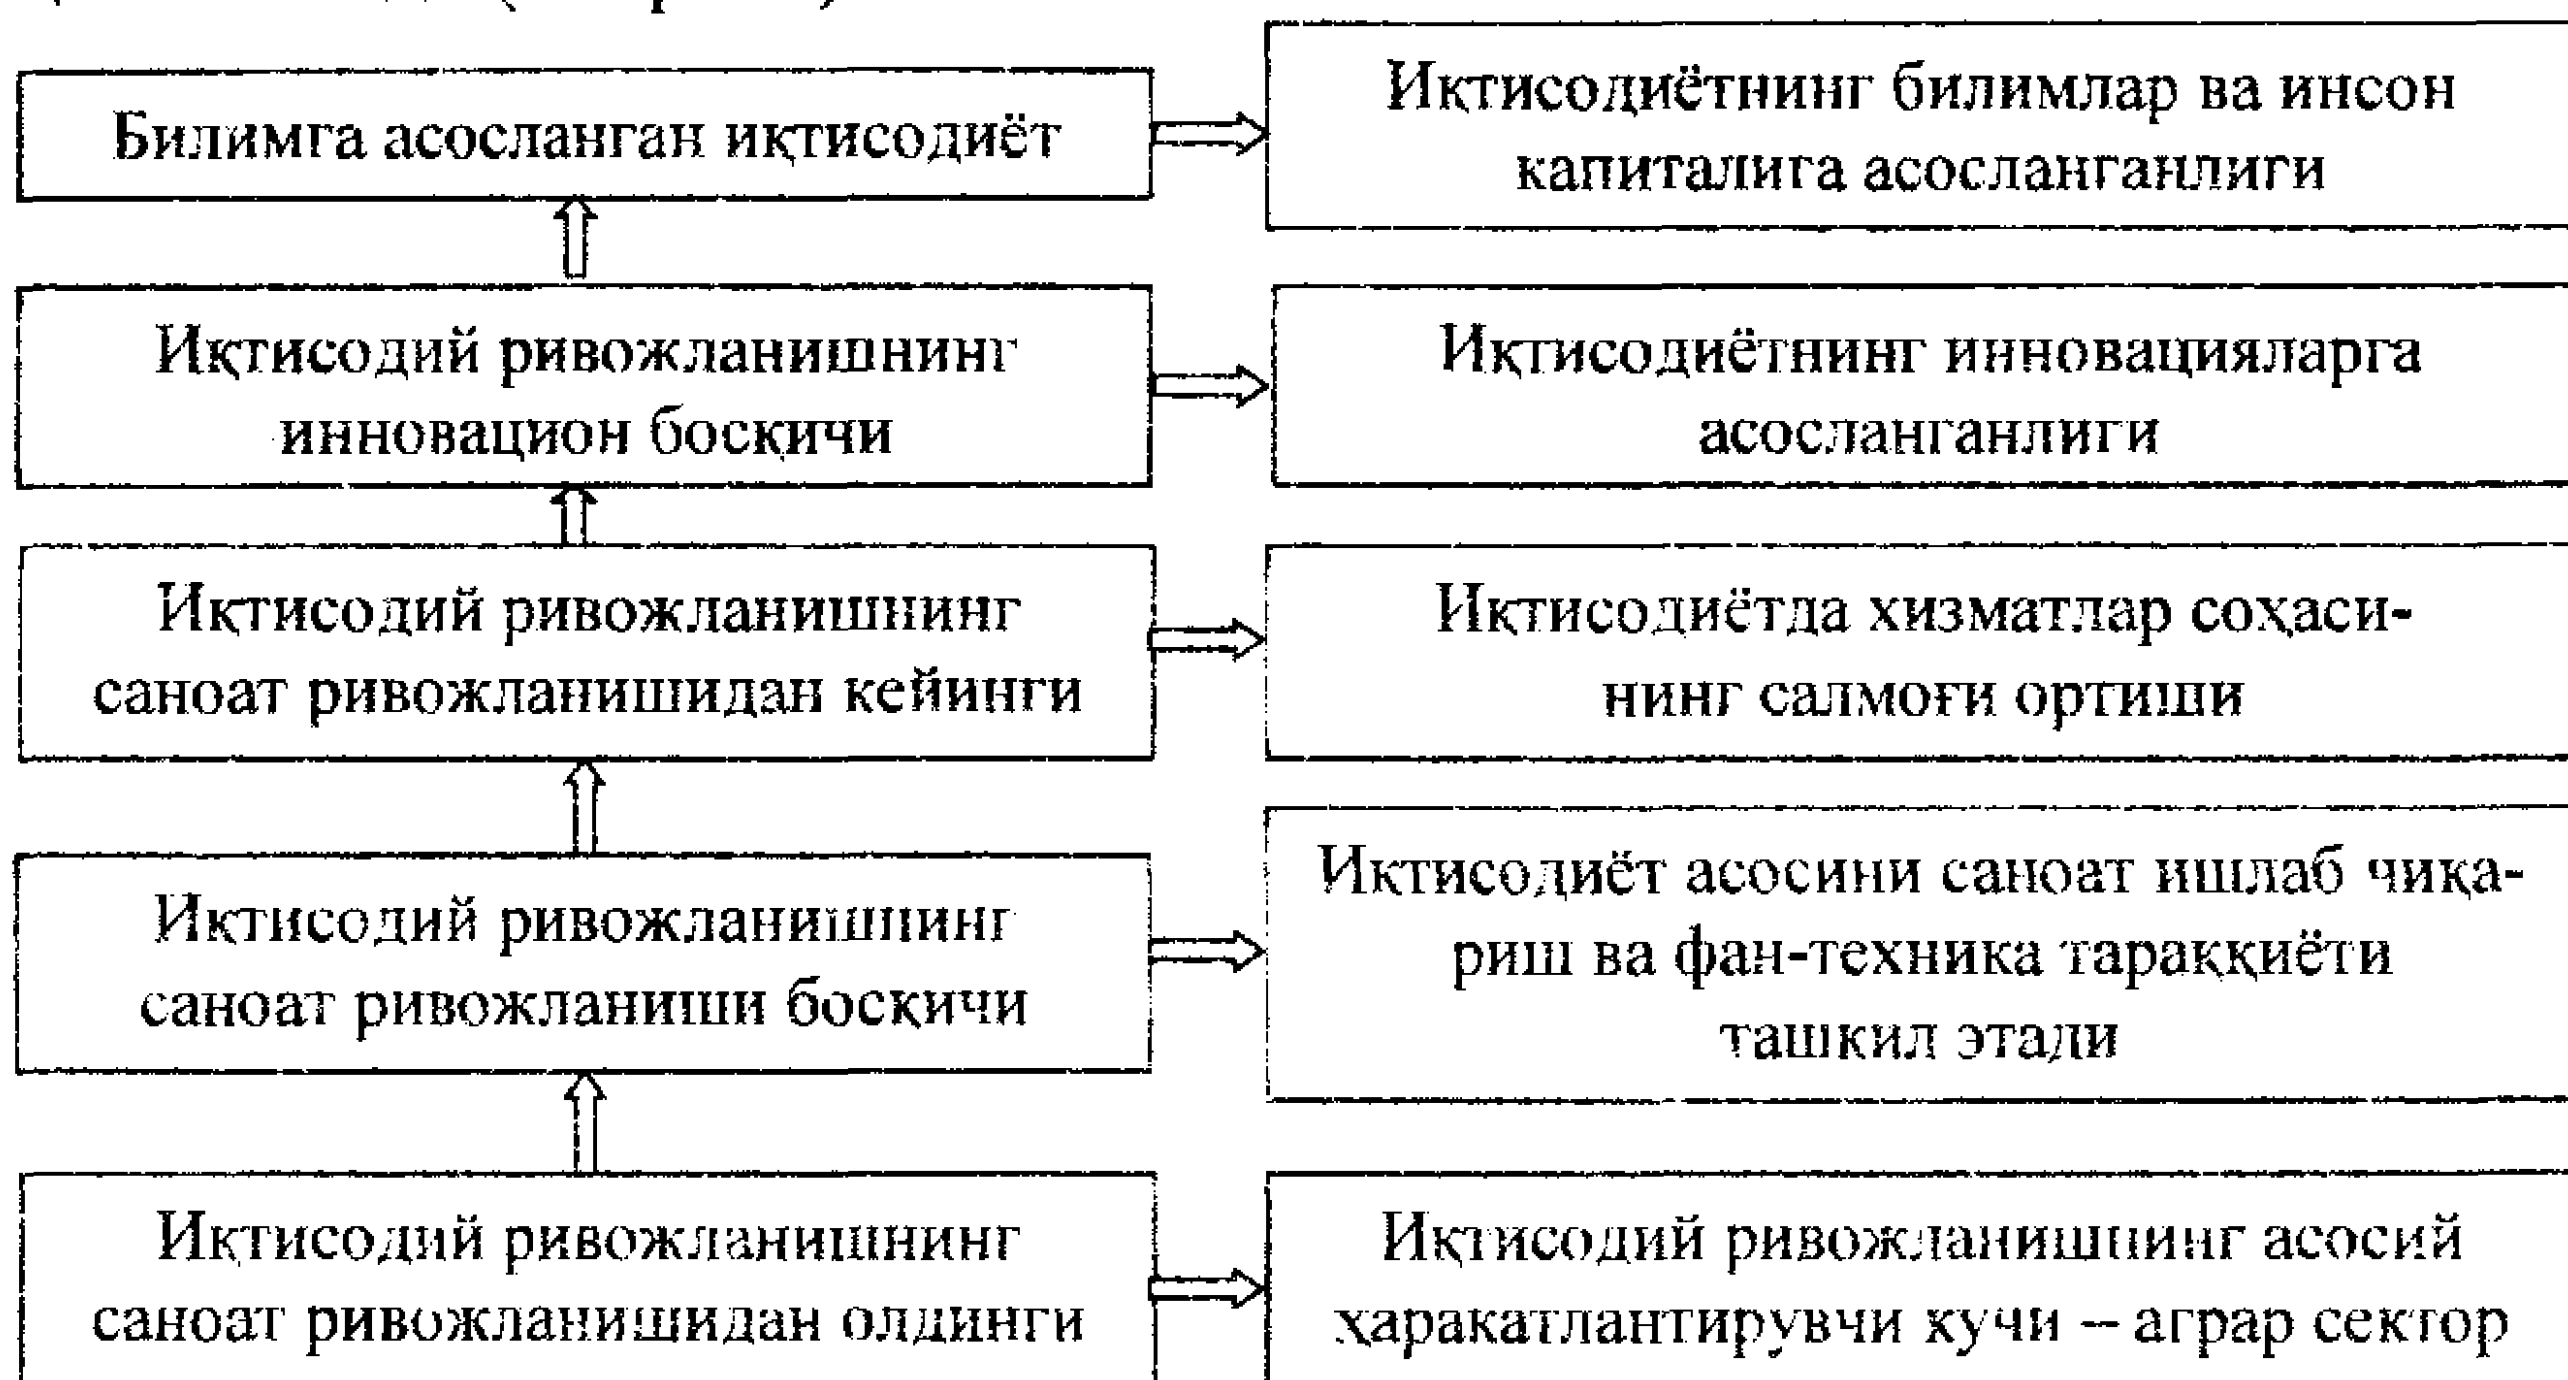 Билимга асосланган иқтисодиёт
Иқтисодиётнинг билимлар ва инсон
капиталига асосланганлиги
Иқтисодий ривожланишнинг
инновацион босқичи
Иқтисодиётнинг инновацияларга
асосланганлиги
Иқтисодий ривожланишнинг
саноат ривожланишидан кейинги
Иқтисодиётда хизматлар соҳаси-
нинг салмоғи ортиши
Иқтисодий ривожланишнинг
саноат ривожланиши босқичи
Иқтисодиёт асосини саноат ишлаб чиқа-
риш ва фан-техника тараққиёти
ташкил этади
Иқтисодий ривожланишнинг
саноат ривожланишидан олдинги
Иқтисодий ривожланишнинг асосий
ҳаракатлантирувчи кучи – аграр сектор